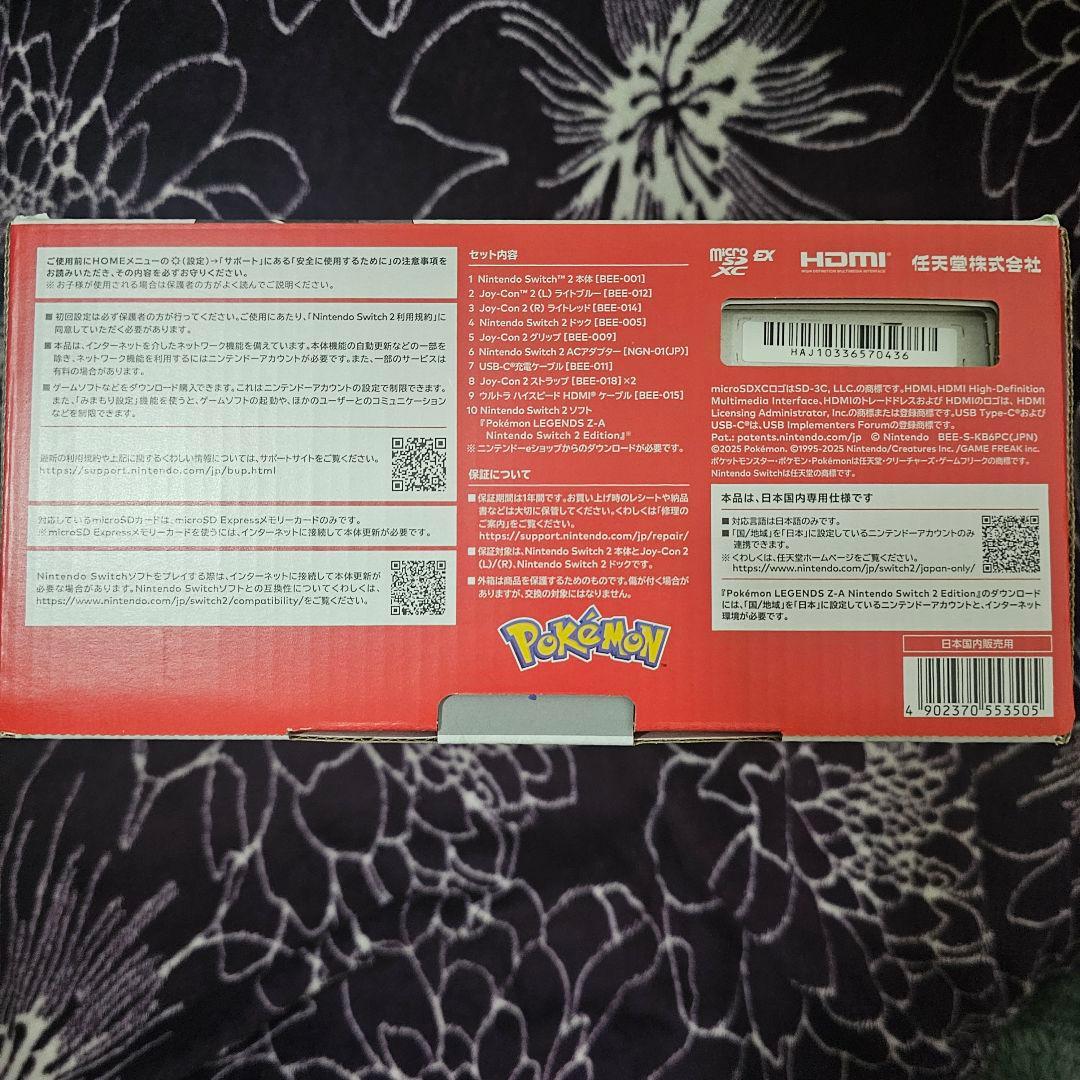 ご使用前にHOMEメニューの(設定)→「サポート」にある「安全に使用するために」の注意事項を
お読みいただき、その内容を必ずお守りください。
※お子様が使用される場合は保護者の方がよく読んでご説明ください。
■初回設定は必ず保護者の方が行ってください。ご使用にあたり、「Nintendo Switch 2利用規約」に
同意していただく必要があります。
■本品は、インターネットを介したネットワーク機能を備えています。本体機能の自動更新などの一部を
除き、ネットワーク機能を利用するにはニンテンドーアカウントが必要です。また、一部のサービスは
有料の場合があります。
■ゲームソフトなどをダウンロード購入できます。これはニンテンドーアカウントの設定で制限できます。
また、「みまもり設定」機能を使うと、ゲームソフトの起動や、ほかのユーザーとのコミュニケーション
などを制限できます。
最新の利用規約や上記に関するくわしい情報については、サポートサイトをご覧ください。
https://support.nintendo.com/jp/bup.html
対応しているmicroSDカードは、microSD Expressメモリーカードのみです。
※microSD Expressメモリーカードを使うには、インターネットに接続して本体更新が必要です。
Nintendo Switchソフトをプレイする際は、インターネットに接続して本体更新が
必要な場合があります。Nintendo Switchソフトとの互換性についてくわしくは、
https://www.nintendo.com/jp/switch2/compatibility/をご覧ください。
セット内容
1 Nintendo Switch™ 2 本体 [BEE-001]
2 Joy-Con™ 2 (L) ライトブルー [BEE-012]
3 Joy-Con 2 (R) ライトレッド [BEE-014]
4 Nintendo Switch 2 ドック [BEE-005]
5 Joy-Con 2 グリップ [BEE-009]
6 Nintendo Switch 2 ACアダプター [NGN-01(JP)]
7 USB-C®充電ケーブル [BEE-011]
8 Joy-Con 2 ストラップ [BEE-018]×2
9 ウルトラ ハイスピード HDMI® ケーブル [BEE-015]
10 Nintendo Switch 2 ソフト
『Pokémon LEGENDS Z-A
Nintendo Switch 2 Edition』※
※ニンテンドーeショップからのダウンロードが必要です。
保証について
■保証期間は1年間です。お買い上げ時のレシートや納品
書などは大切に保管してください。くわしくは「修理の
ご案内」をご覧ください。
https://support.nintendo.com/jp/repair/
■保証対象は、Nintendo Switch 2 本体とJoy-Con 2
(L)/(R)、Nintendo Switch 2 ドックです。
■外箱は商品を保護するためのものです。傷が付く場合が
ありますが、交換の対象にはなりません。
POKéMON™
micro SD XC EX HDMI 任天堂株式会社
HIGH-DEFINITION MULTIMEDIA INTERFACE
HAJ10336570436
microSDXCロゴはSD-3C, LLC.の商標です。HDMI、HDMI High-Definition
Multimedia Interface、HDMIのトレードドレスおよびHDMIのロゴは、HDMI
Licensing Administrator, Inc.の商標または登録商標です。USB Type-C®および
USB-C®は、USB Implementers Forumの登録商標です。
Pat.: patents.nintendo.com/jp © Nintendo BEE-S-KB6PC(JPN)
©2025 Pokémon. ©1995-2025 Nintendo/Creatures Inc. /GAME FREAK inc.
ポケットモンスター・ポケモン・Pokémonは任天堂・クリーチャーズ・ゲームフリークの商標です。
Nintendo Switchは任天堂の商標です。
本品は、日本国内専用仕様です
■対応言語は日本語のみです。
■「国/地域」を「日本」に設定しているニンテンドーアカウントのみ
連携できます。
※くわしくは、任天堂ホームページをご覧ください。
https://www.nintendo.com/jp/switch2/japan-only/
『Pokémon LEGENDS Z-A Nintendo Switch 2 Edition』のダウンロード
には、「国/地域」を「日本」に設定しているニンテンドーアカウントと、インターネット
環境が必要です。
日本国内販売用
4 902370 553505